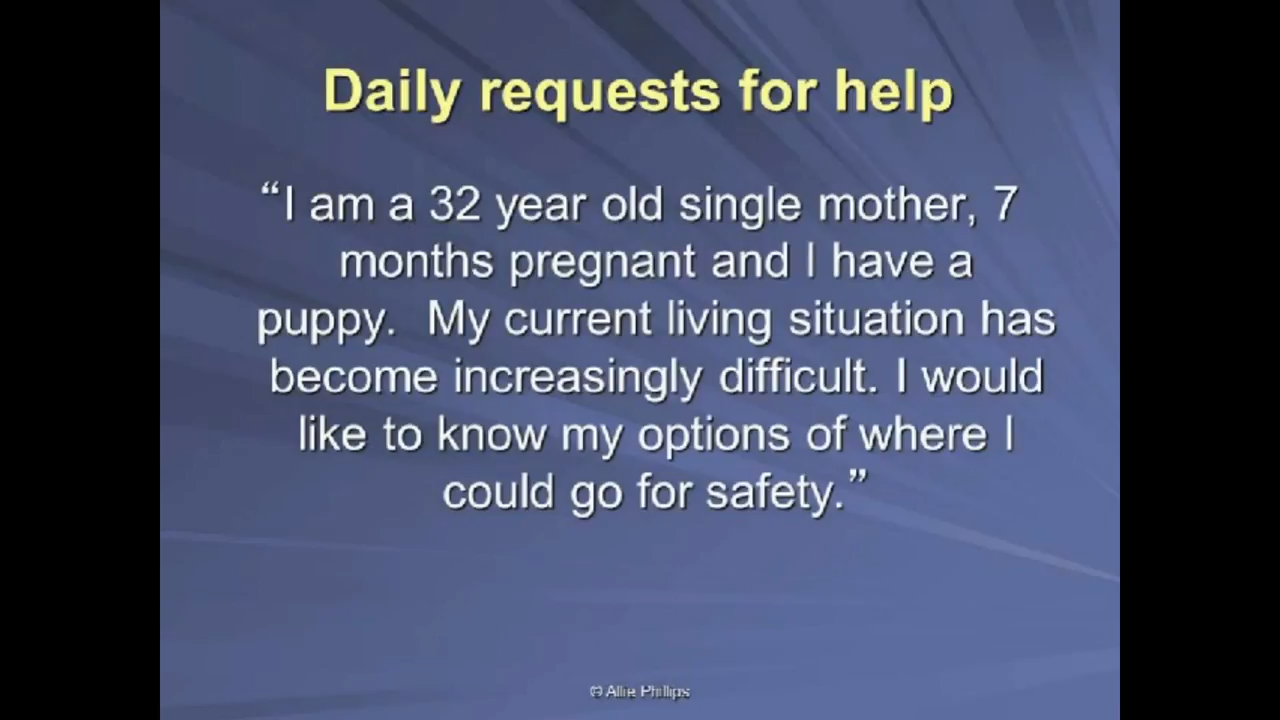 Daily requests for help
“I am a 32 year old single mother, 7
months pregnant and I have a
puppy.  My current living situation has
become increasingly difficult. I would
like to know my options of where I
could go for safety.”
© Allie Phillips